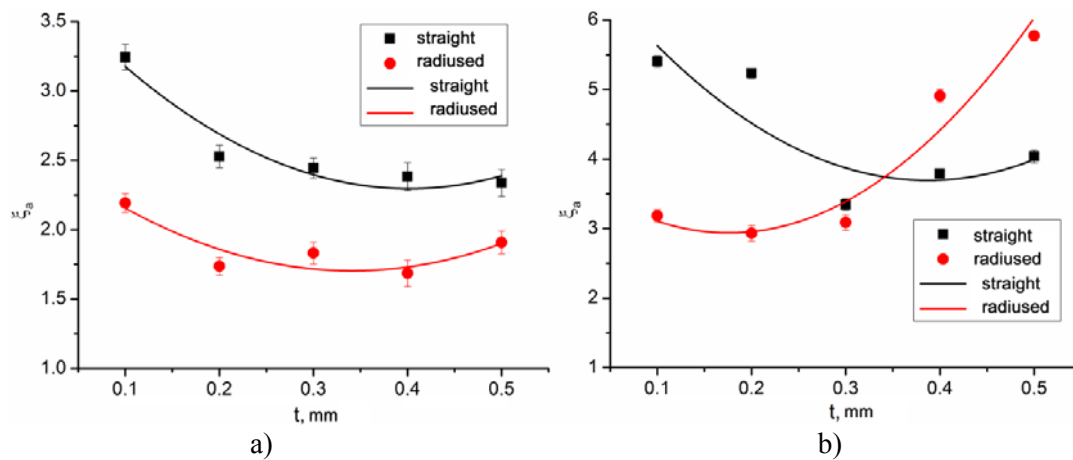 3.5
3.0
2.5
2.0
1.5
1.0
ξa
straight
radiused
straight
radiused
0.1 0.2 0.3 0.4 0.5
t, mm
a)
6
5
4
3
2
1
ξa
straight
radiused
straight
radiused
0.1 0.2 0.3 0.4 0.5
t, mm
b)